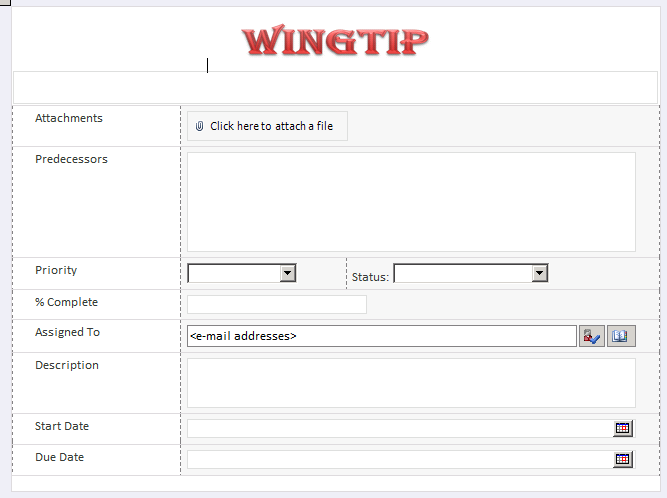 WINGTIP
Attachments
Click here to attach a file
Predecessors
Priority
Status:
% Complete
Assigned To
<e-mail addresses>
Description
Start Date
Due Date